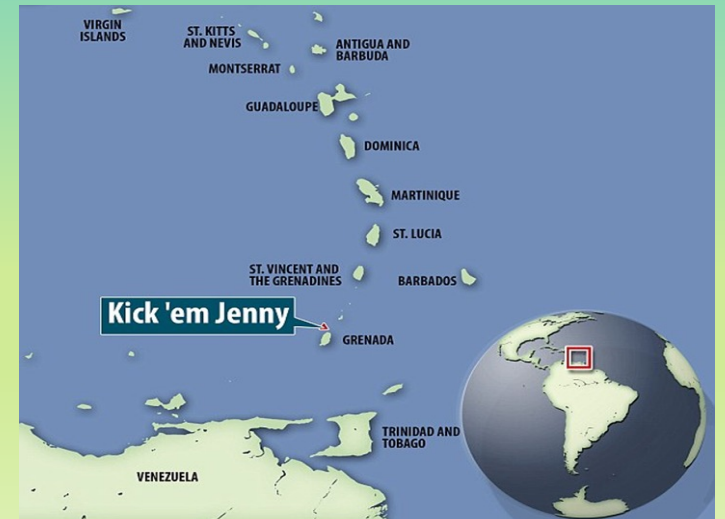 VIRGIN
ISLANDS
ST. KITTS
AND NEVIS
ANTIGUA AND
BARBUDA
MONTSERRAT
GUADALOUPE
DOMINICA
MARTINIQUE
ST. LUCIA
ST. VINCENT AND
THE GRENADINES
BARBADOS
Kick 'em Jenny
GRENADA
TRINIDAD AND
TOBAGO
VENEZUELA